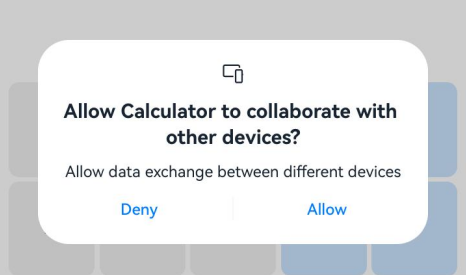 Allow Calculator to collaborate with
other devices?
Allow data exchange between different devices
Deny
Allow